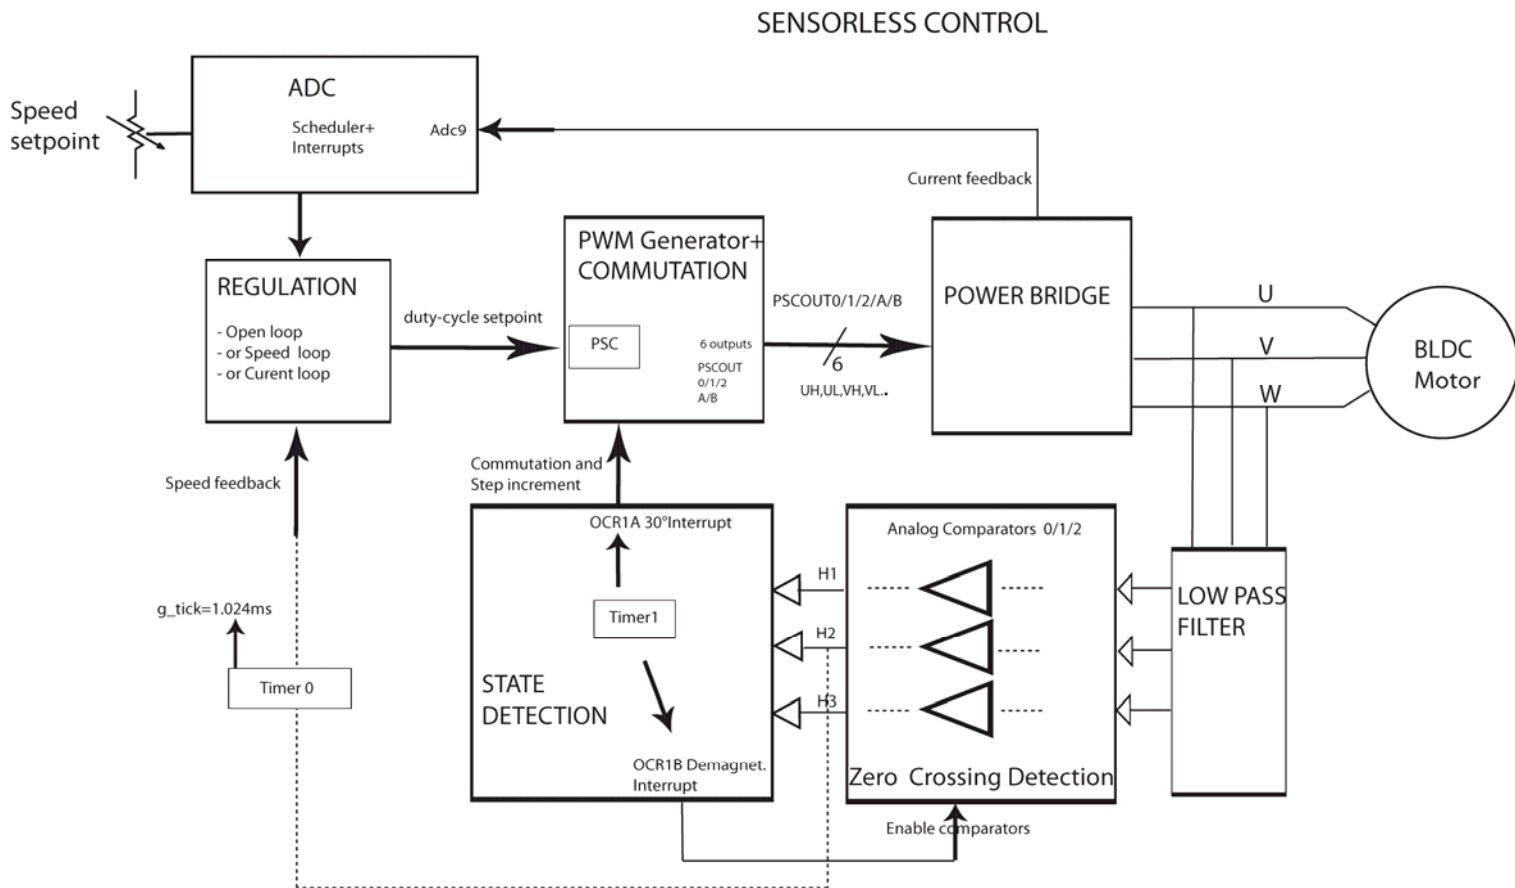 SENSORLESS CONTROL
ADC
Scheduler+
Interrupts
Adc9
Speed
setpoint
Current feedback
REGULATION
- Open loop
- or Speed loop
- or Curent loop
duty-cycle setpoint
PWM Generator+
COMMUTATION
PSC
6 outputs
PSCOUT
0/1/2
A/B
PSCOUT0/1/2/A/B
6
UH,UL,VH,VL..
POWER BRIDGE
U
V
W
BLDC
Motor
Speed feedback
Commutation and
Step increment
g_tick=1.024ms
Timer 0
OCR1A 30°Interrupt
Timer1
STATE
DETECTION
OCR1B Demagnet.
Interrupt
H1
H2
H3
Analog Comparators 0/1/2
Zero Crossing Detection
LOW PASS
FILTER
Enable comparators